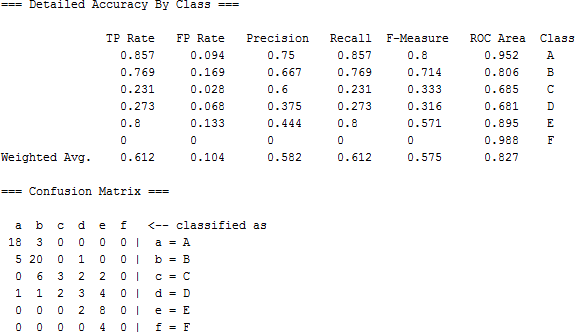 === Detailed Accuracy By Class ===
TP Rate FP Rate Precision Recall F-Measure ROC Area Class
0.857 0.094 0.75 0.857 0.8 0.952 A
0.769 0.169 0.667 0.769 0.714 0.806 B
0.231 0.028 0.6 0.231 0.333 0.685 C
0.273 0.068 0.375 0.273 0.316 0.681 D
0.8 0.133 0.444 0.8 0.571 0.895 E
0 0 0 0 0 0.988 F
Weighted Avg. 0.612 0.104 0.582 0.612 0.575 0.827
=== Confusion Matrix ===
a b c d e f <-- classified as
18 3 0 0 0 0 | a = A
5 20 0 1 0 0 | b = B
0 6 3 2 2 0 | c = C
1 1 2 3 4 0 | d = D
0 0 0 2 8 0 | e = E
0 0 0 0 4 0 | f = F